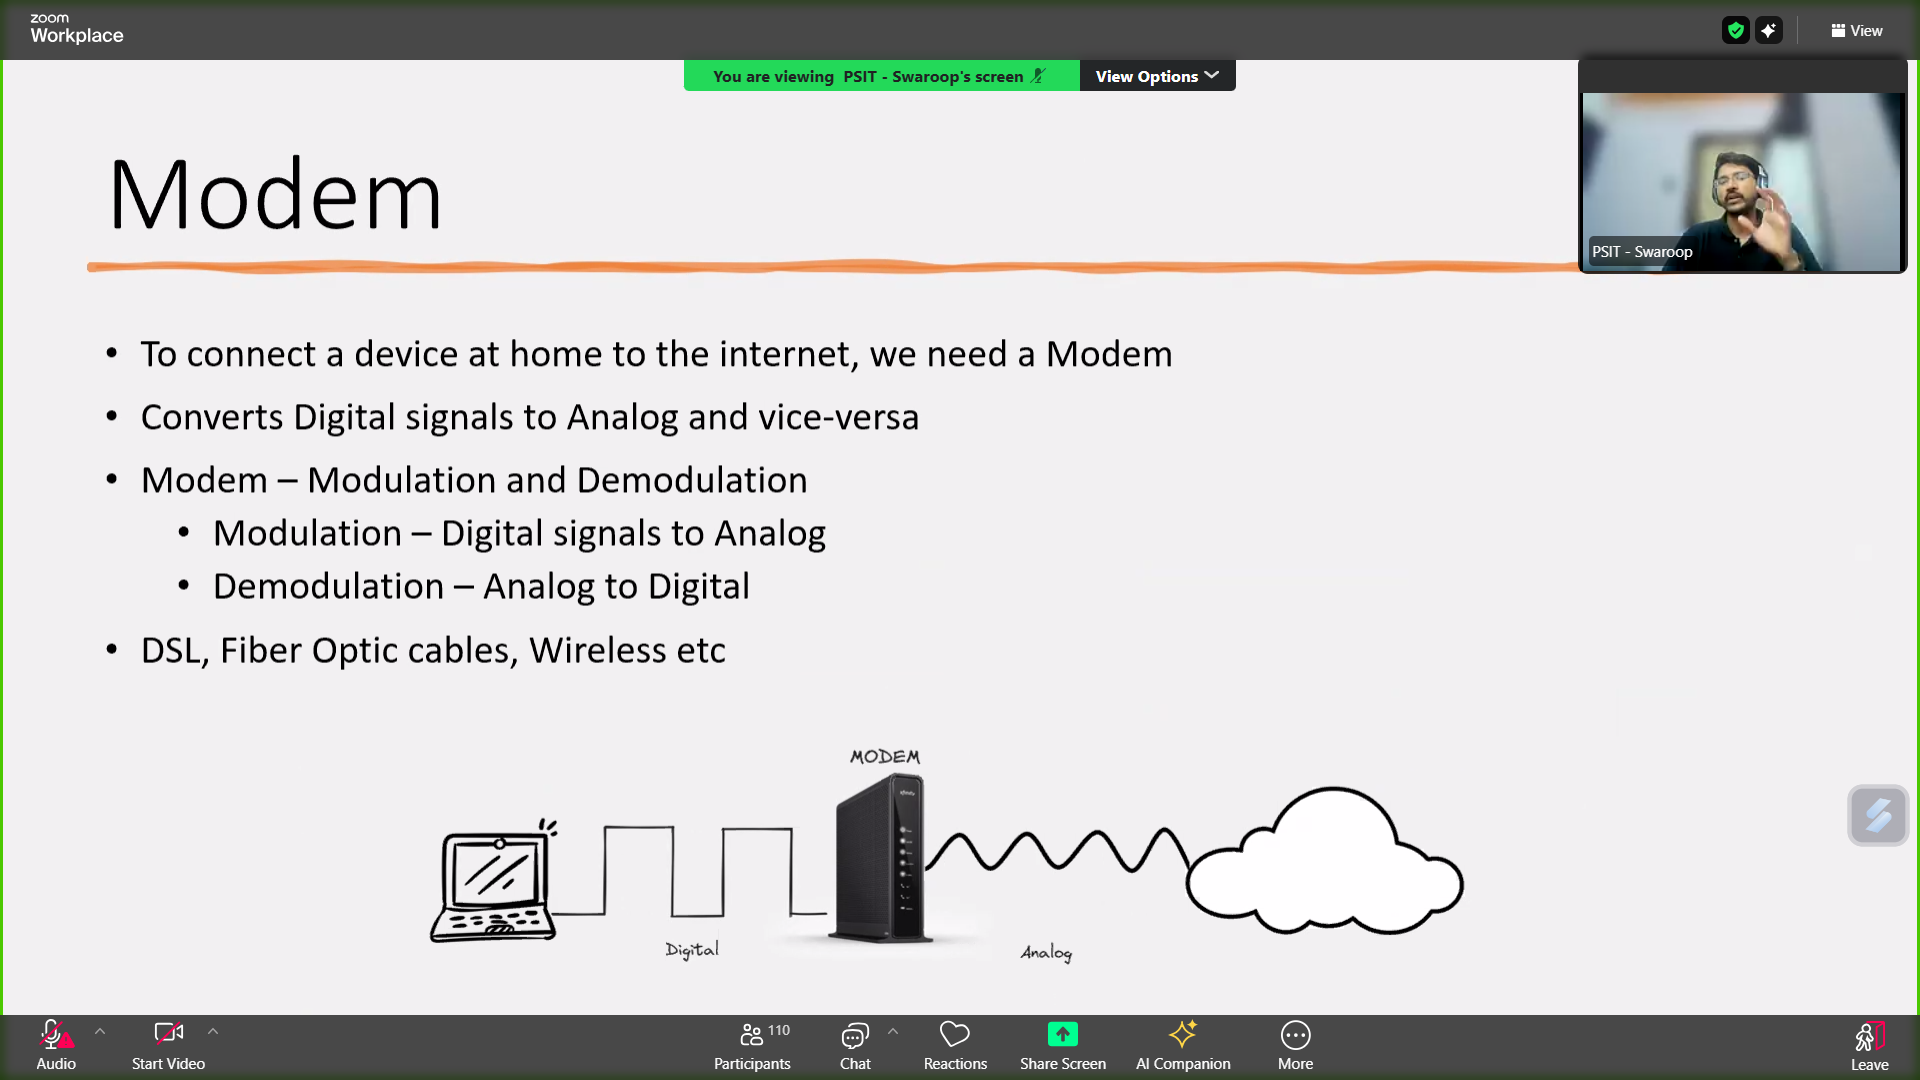 zoom
Workplace
View
You are viewing PSIT - Swaroop's screen
View Options
PSIT - Swaroop
Modem
• To connect a device at home to the internet, we need a Modem
• Converts Digital signals to Analog and vice-versa
• Modem – Modulation and Demodulation
• Modulation – Digital signals to Analog
• Demodulation – Analog to Digital
• DSL, Fiber Optic cables, Wireless etc
MODEM
xfinity
Digital
Analog
Audio
Start Video
110
Participants
Chat
Reactions
Share Screen
AI Companion
More
Leave